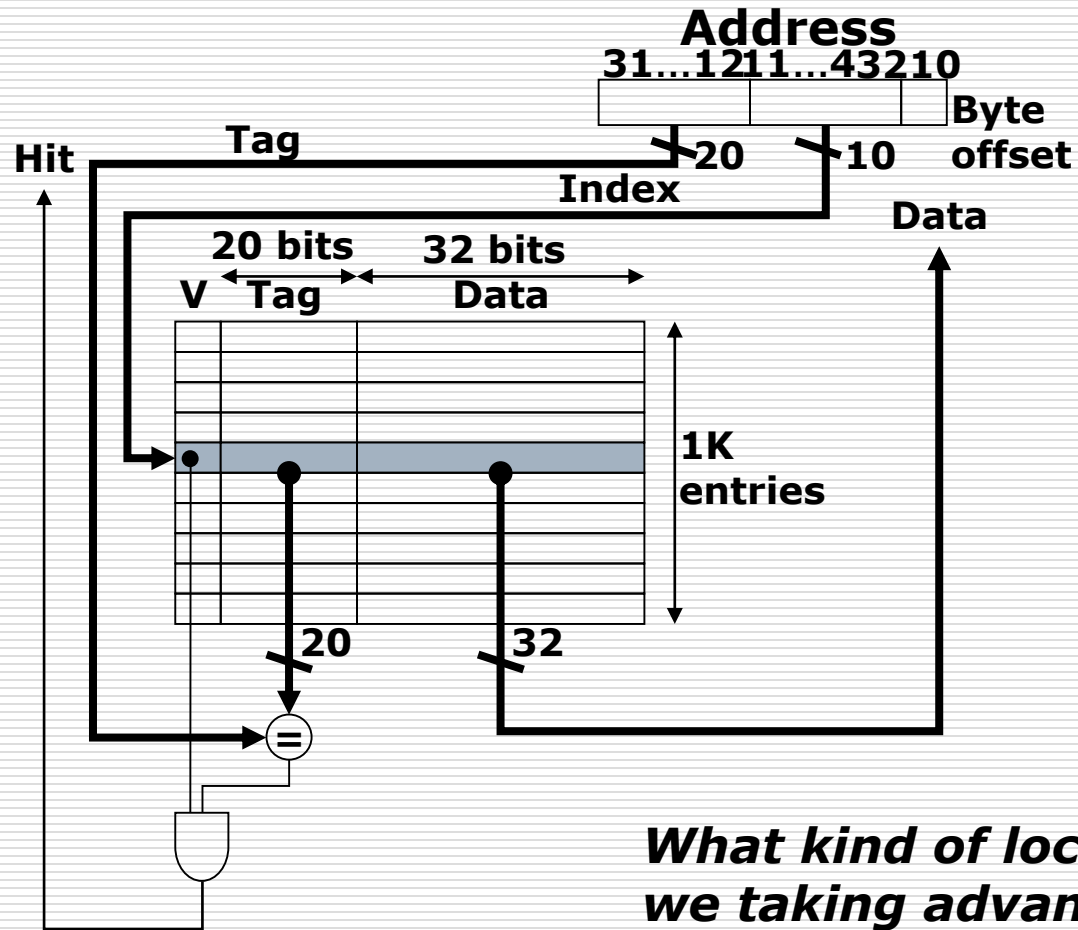 Address
31...1211...43210
Byte
offset
Tag
Hit
20
10
Index
Data
20 bits
32 bits
V
Tag
Data
1K
entries
20
32
=
What kind of loc
we taking advan